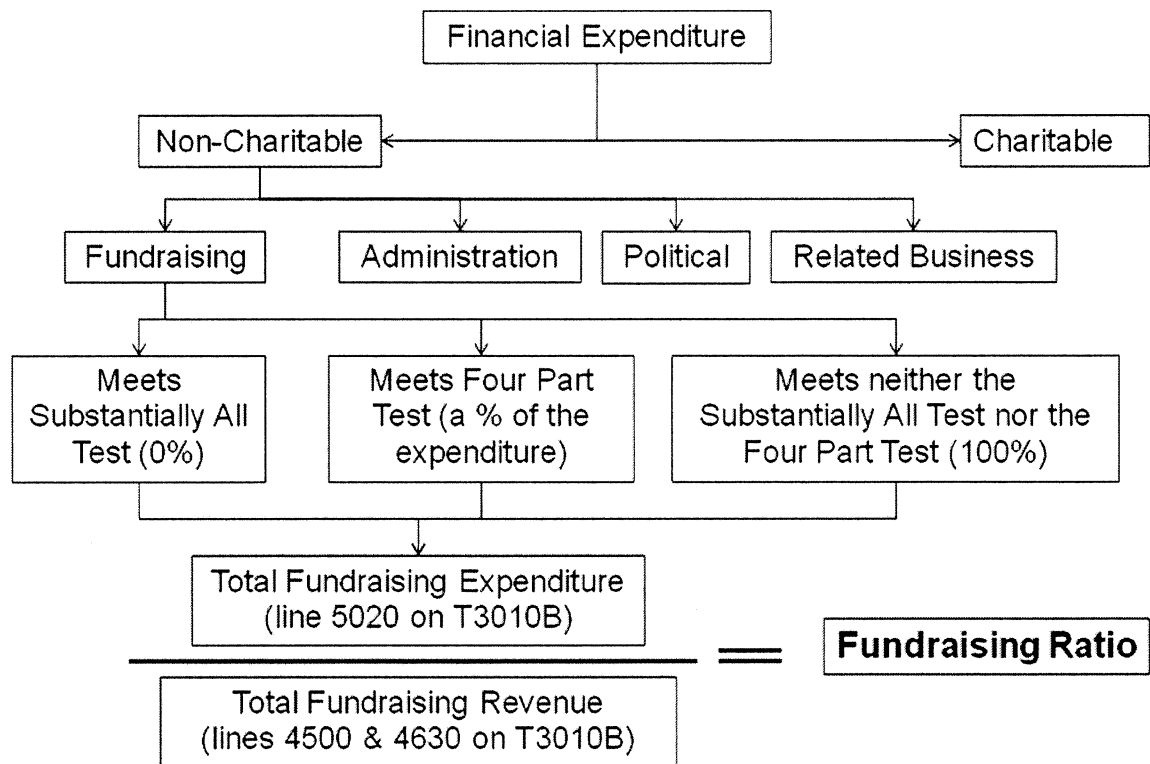 Financial Expenditure
Non-Charitable
Charitable
Fundraising
Administration
Political
Related Business
Meets
Substantially All
Test (0%)
Meets Four Part
Test (a % of the
expenditure)
Meets neither the
Substantially All Test nor the
Four Part Test (100%)
Total Fundraising Expenditure
(line 5020 on T3010B)
=
Fundraising Ratio
Total Fundraising Revenue
(lines 4500 & 4630 on T3010B)